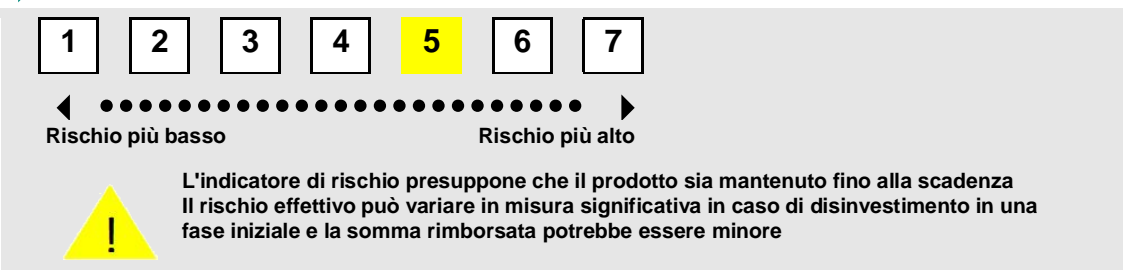 1 2 3 4 5 6 7
Rischio più basso Rischio più alto
L'indicatore di rischio presuppone che il prodotto sia mantenuto fino alla scadenza
Il rischio effettivo può variare in misura significativa in caso di disinvestimento in una
fase iniziale e la somma rimborsata potrebbe essere minore
!